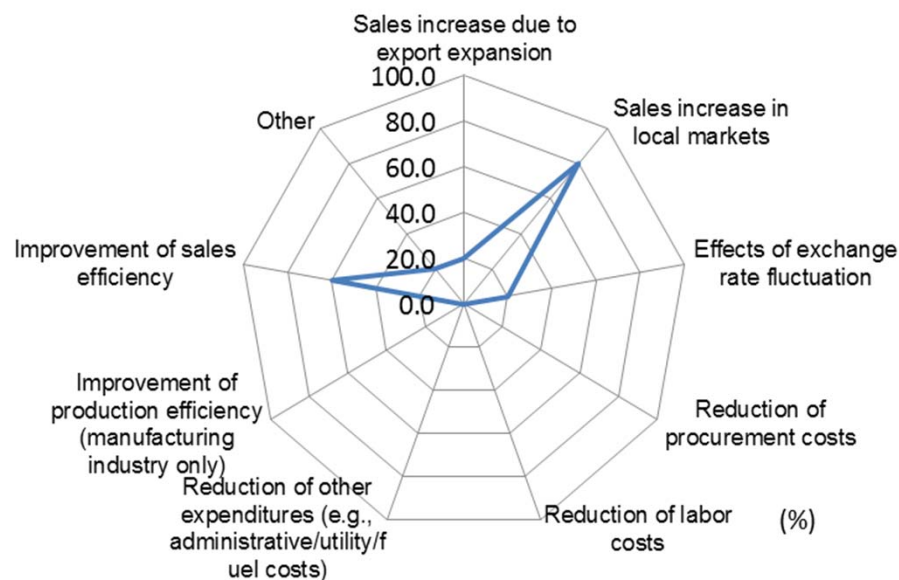 Sales increase due to
export expansion
100.0
80.0
60.0
40.0
20.0
0.0
Sales increase in
local markets
Effects of exchange
rate fluctuation
Reduction of
procurement costs
Reduction of labor
costs
(%)
Reduction of other
expenditures (e.g.,
administrative/utility/f
uel costs)
Improvement of
production efficiency
(manufacturing
industry only)
Improvement of sales
efficiency
Other